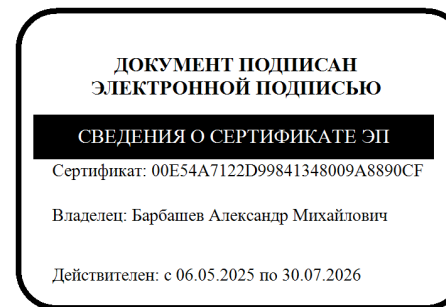 ДОКУМЕНТ ПОДПИСАН
ЭЛЕКТРОННОЙ ПОДПИСЬЮ
СВЕДЕНИЯ О СЕРТИФИКАТЕ ЭП
Сертификат: 00E54A7122D99841348009A8890CF
Владелец: Барбашев Александр Михайлович
Действителен: с 06.05.2025 по 30.07.2026